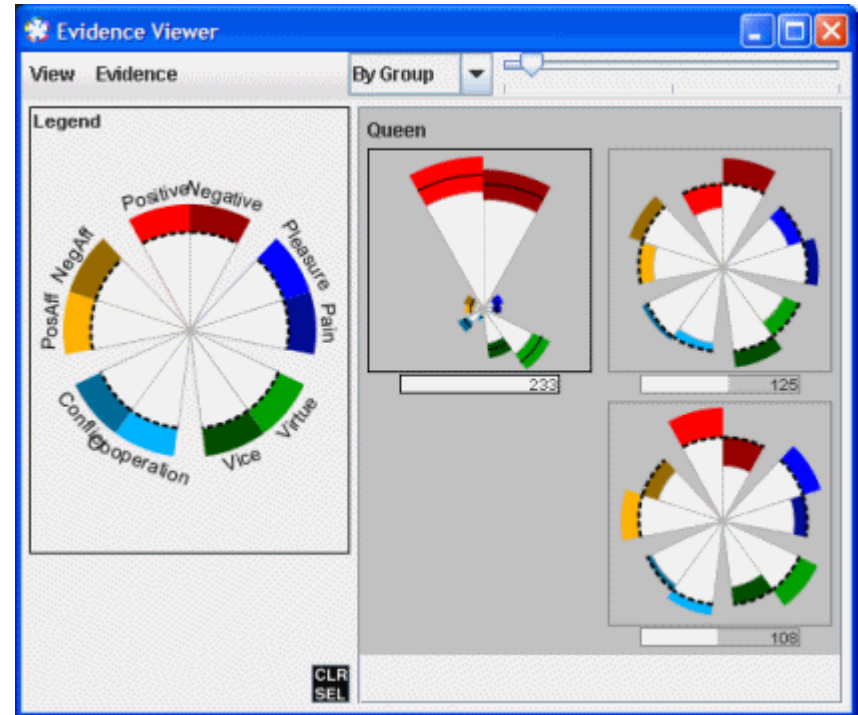 Evidence Viewer
View Evidence By Group
Legend
Positive Negative
NegAff Pleasure
PosAff Pain
Conflict Cooperation Vice Virtue
CLR
SEL
Queen
233 125
108